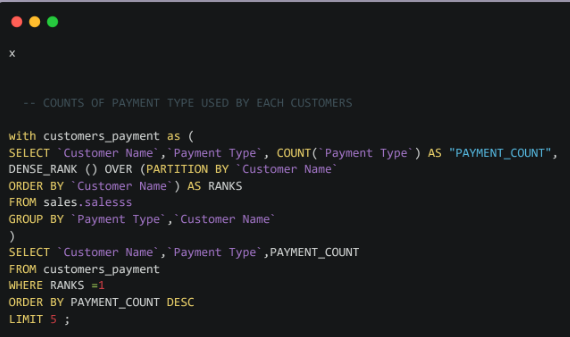 x
-- COUNTS OF PAYMENT TYPE USED BY EACH CUSTOMERS
with customers_payment as (
SELECT `Customer Name`,`Payment Type`, COUNT(`Payment Type`) AS "PAYMENT_COUNT",
DENSE_RANK () OVER (PARTITION BY `Customer Name`
ORDER BY `Customer Name`) AS RANKS
FROM sales.salesss
GROUP BY `Payment Type`,`Customer Name`
)
SELECT `Customer Name`,`Payment Type`,PAYMENT_COUNT
FROM customers_payment
WHERE RANKS =1
ORDER BY PAYMENT_COUNT DESC
LIMIT 5 ;